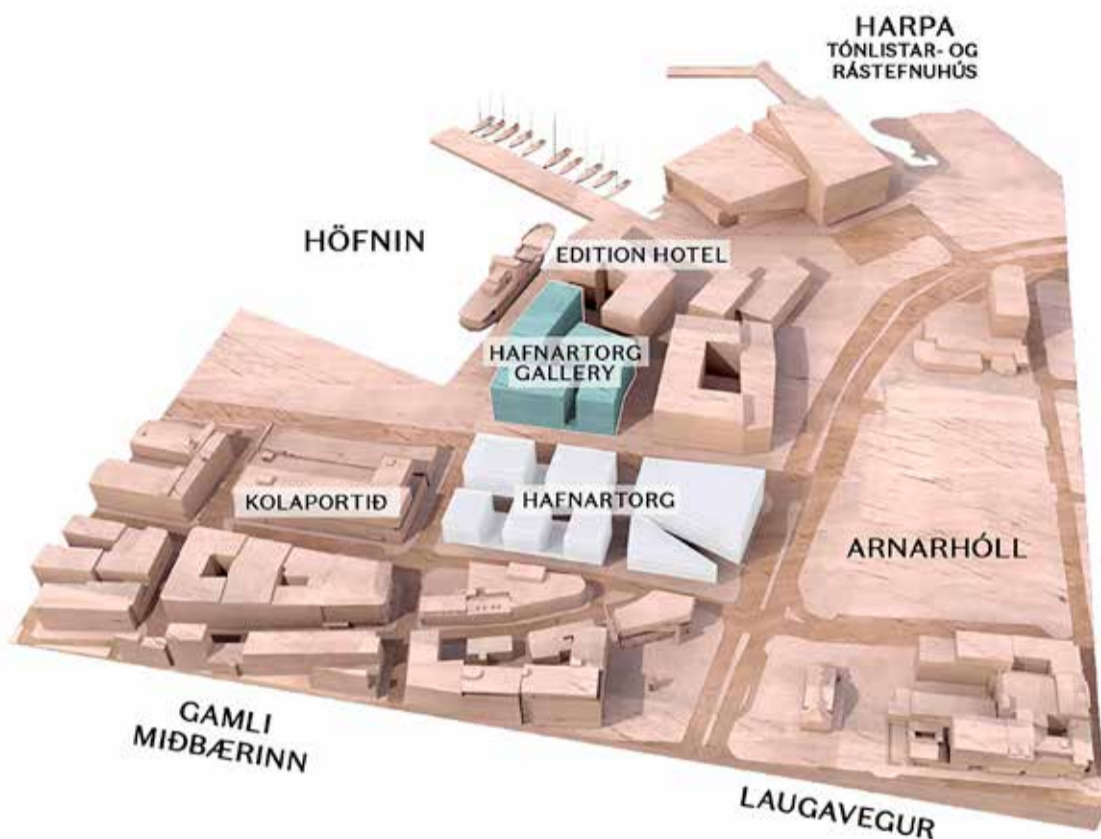 HARPA
TÓNLISTAR- OG
RÁSTEFNUHÚS
HÖFNIN
EDITION HOTEL
HAFNARTORG
GALLERY
KOLAPORTIÐ
HAFNARTORG
ARNARHÓLL
GAMLI
MIÐBÆRINN
LAUGAVEGUR